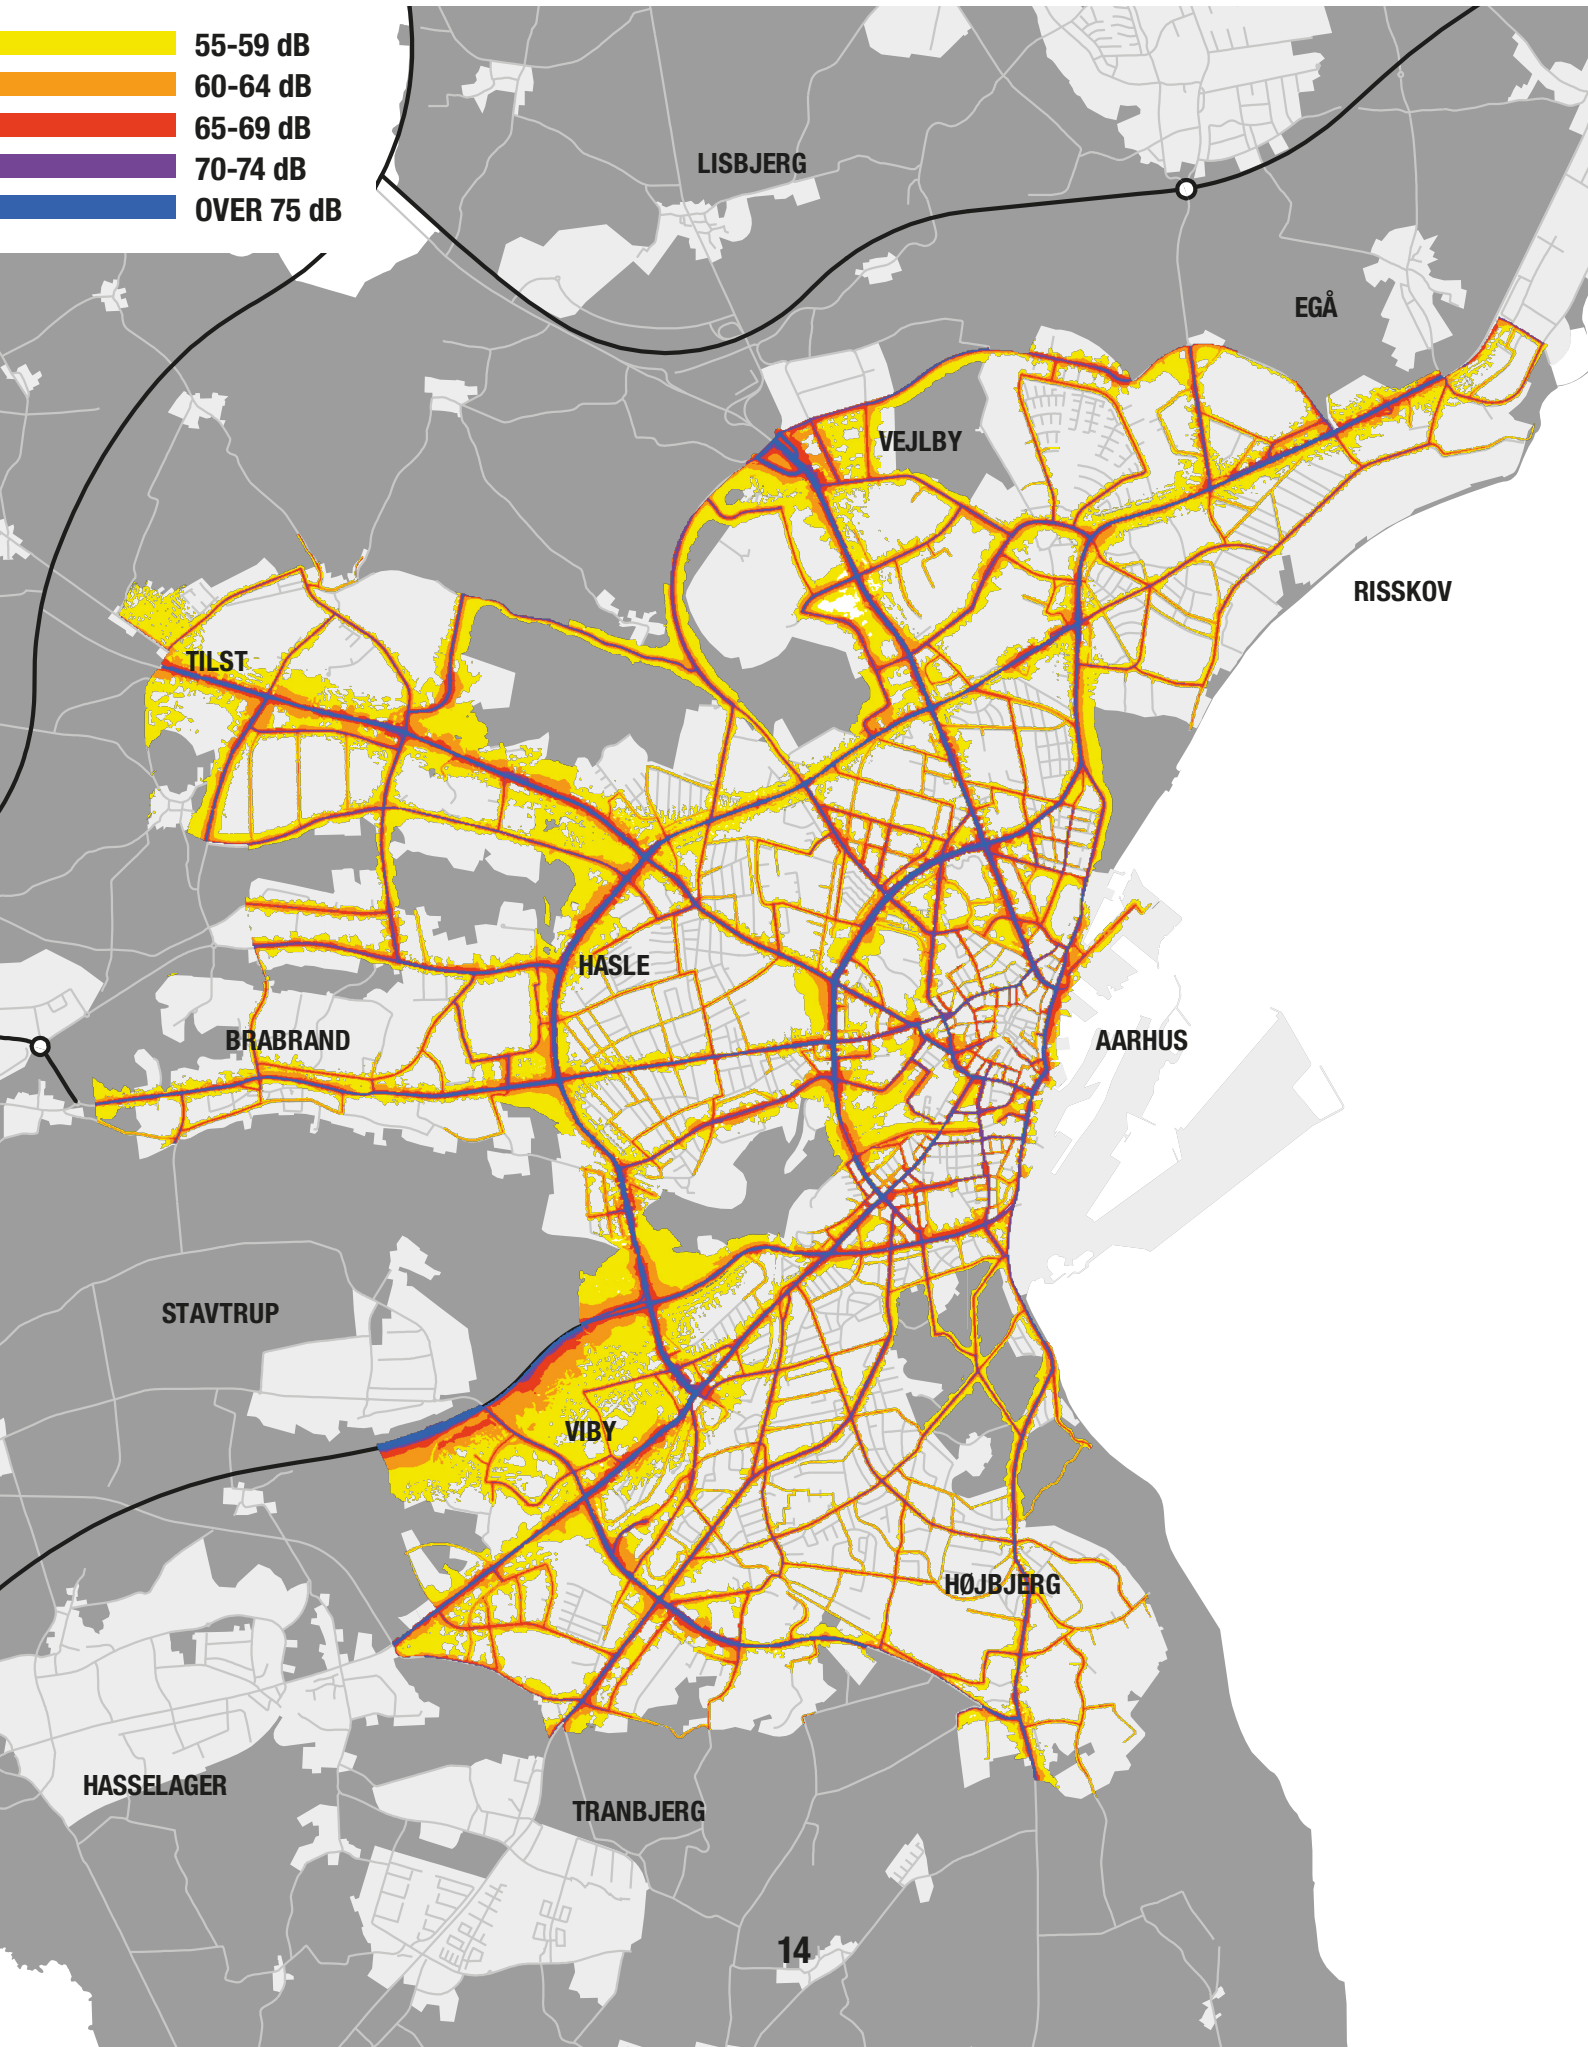 55-59 dB
60-64 dB
65-69 dB
70-74 dB
OVER 75 dB
LISBJERG
EGÅ
VEJLBY
RISSKOV
TILST
HASLE
BRABRAND
AARHUS
STAVTRUP
VIBY
HØJBJERG
HASSELAGER
TRANBJERG
14